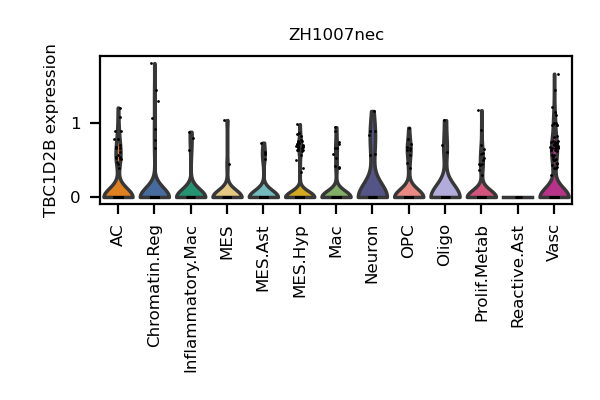 ZH1007nec
TBC1D2B expression
1
0
AC
Chromatin.Reg
Inflammatory.Mac
MES
MES.Ast
MES.Hyp
Mac
Neuron
OPC
Oligo
Prolif.Metab
Reactive.Ast
Vasc